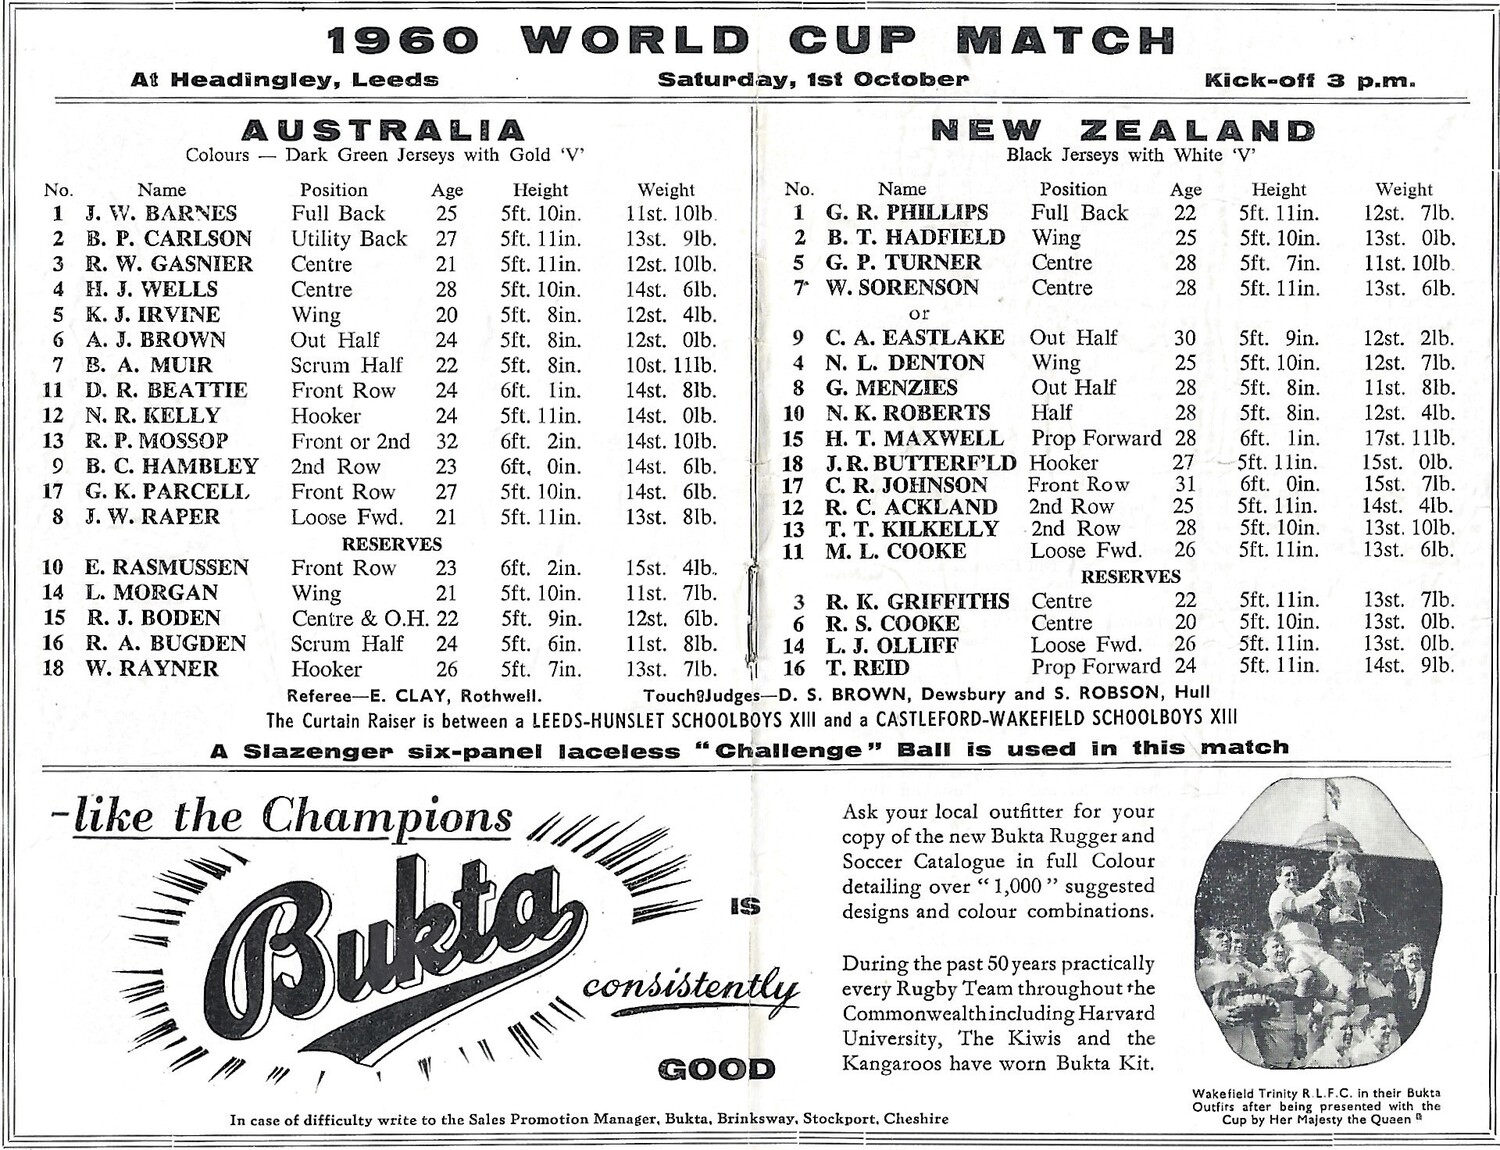 1960 WORLD CUP MATCH
At Headingley, Leeds Saturday, 1st October Kick-off 3 p.m.
AUSTRALIA
Colours — Dark Green Jerseys with Gold ‘V’
No. Name Position Age Height Weight
1 J. W. BARNES Full Back 25 5ft. 10in. 11st. 10lb.
2 B. P. CARLSON Utility Back 27 5ft. 11in. 13st. 9lb.
3 R. W. GASNIER Centre 21 5ft. 11in. 12st. 10lb.
4 H. J. WELLS Centre 28 5ft. 10in. 14st. 6lb.
5 K. J. IRVINE Wing 20 5ft. 8in. 12st. 4lb.
6 A. J. BROWN Out Half 24 5ft. 8in. 12st. 0lb.
7 B. A. MUIR Scrum Half 22 5ft. 8in. 10st. 11lb.
11 D. R. BEATTIE Front Row 24 6ft. 1in. 14st. 8lb.
12 N. R. KELLY Hooker 24 5ft. 11in. 14st. 0lb.
13 R. P. MOSSOP Front or 2nd 32 6ft. 2in. 14st. 10lb.
9 B. C. HAMBLEY 2nd Row 23 6ft. 0in. 14st. 6lb.
17 G. K. PARCELL Front Row 27 5ft. 10in. 14st. 6lb.
8 J. W. RAPER Loose Fwd. 21 5ft. 11in. 13st. 8lb.
RESERVES
10 E. RASMUSSEN Front Row 23 6ft. 2in. 15st. 4lb.
14 L. MORGAN Wing 21 5ft. 10in. 11st. 7lb.
15 R. J. BODEN Centre & O.H. 22 5ft. 9in. 12st. 6lb.
16 R. A. BUGDEN Scrum Half 24 5ft. 6in. 11st. 8lb.
18 W. RAYNER Hooker 26 5ft. 7in. 13st. 7lb.
NEW ZEALAND
Black Jerseys with White ‘V’
No. Name Position Age Height Weight
1 G. R. PHILLIPS Full Back 22 5ft. 11in. 12st. 7lb.
2 B. T. HADFIELD Wing 25 5ft. 10in. 13st. 0lb.
5 G. P. TURNER Centre 28 5ft. 7in. 11st. 10lb.
7 W. SORENSON Centre 28 5ft. 11in. 13st. 6lb.
or
9 C. A. EASTLAKE Out Half 30 5ft. 9in. 12st. 2lb.
4 N. L. DENTON Wing 25 5ft. 10in. 12st. 7lb.
8 G. MENZIES Out Half 28 5ft. 8in. 11st. 8lb.
10 N. K. ROBERTS Half 28 5ft. 8in. 12st. 4lb.
15 H. T. MAXWELL Prop Forward 28 6ft. 1in. 17st. 11lb.
18 J. R. BUTTERF’LD Hooker 27 5ft. 11in. 15st. 0lb.
17 C. R. JOHNSON Front Row 31 6ft. 0in. 15st. 7lb.
12 R. C. ACKLAND 2nd Row 25 5ft. 11in. 14st. 4lb.
13 T. T. KILKELLY 2nd Row 28 5ft. 10in. 13st. 10lb.
11 M. L. COOKE Loose Fwd. 26 5ft. 11in. 13st. 6lb.
RESERVES
3 R. K. GRIFFITHS Centre 22 5ft. 11in. 13st. 7lb.
6 R. S. COOKE Centre 20 5ft. 10in. 13st. 0lb.
14 L. J. OLLIFF Loose Fwd. 26 5ft. 11in. 13st. 0lb.
16 T. REID Prop Forward 24 5ft. 11in. 14st. 9lb.
Referee—E. CLAY, Rothwell. Touch Judges—D. S. BROWN, Dewsbury and S. ROBSON, Hull
The Curtain Raiser is between a LEEDS-HUNSLET SCHOOLBOYS XIII and a CASTLEFORD-WAKEFIELD SCHOOLBOYS XIII
A Slazenger six-panel laceless “Challenge” Ball is used in this match
-like the Champions
Bukta
IS
consistently
GOOD
Ask your local outfitter for your
copy of the new Bukta Rugger and
Soccer Catalogue in full Colour
detailing over “ 1,000 ” suggested
designs and colour combinations.
During the past 50 years practically
every Rugby Team throughout the
Commonwealth including Harvard
University, The Kiwis and the
Kangaroos have worn Bukta Kit.
Wakefield Trinity R.L.F.C. in their Bukta
Outfits after being presented with the
Cup by Her Majesty the Queen
In case of difficulty write to the Sales Promotion Manager, Bukta, Brinksway, Stockport, Cheshire